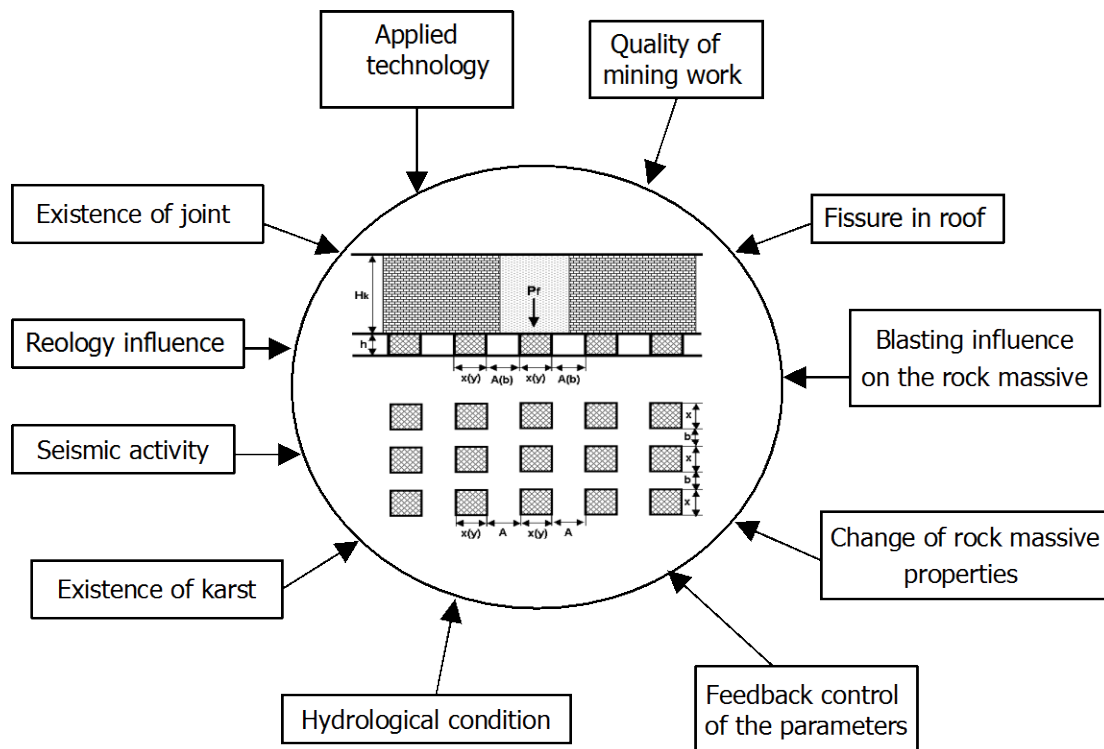 Applied
technology
Quality of
mining work
Existence of joint
Fissure in roof
Reology influence
Blasting influence
on the rock massive
Seismic activity
Existence of karst
Change of rock massive
properties
Hydrological condition
Feedback control
of the parameters
Hk
Pf
h
x(y) A(b) x(y) A(b)
x
b
x
b
x
x(y) A x(y) A